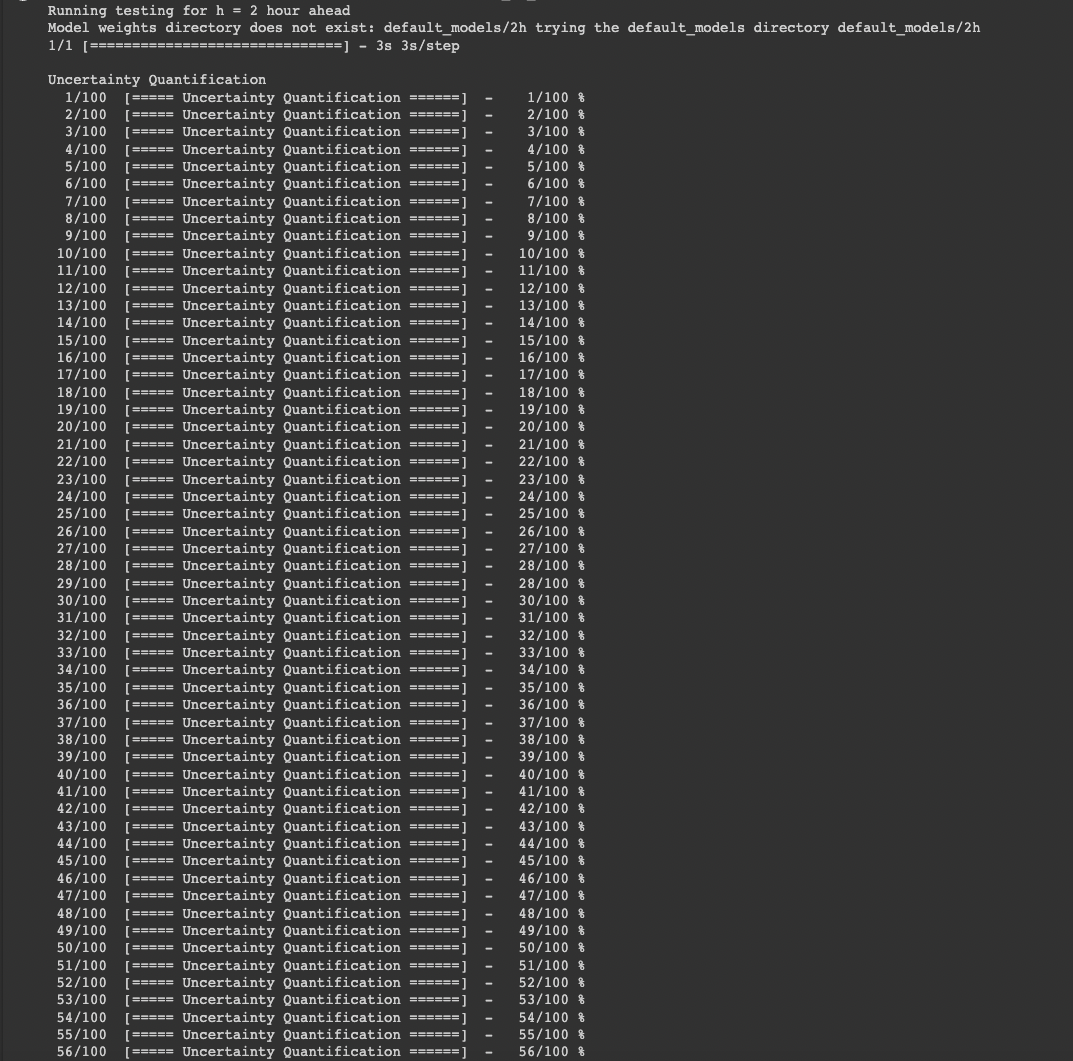 Running testing for h = 2 hour ahead
Model weights directory does not exist: default_models/2h trying the default_models directory default_models/2h
1/1 [==============================] - 3s 3s/step
Uncertainty Quantification
1/100 [===== Uncertainty Quantification ======] - 1/100 %
2/100 [===== Uncertainty Quantification ======] - 2/100 %
3/100 [===== Uncertainty Quantification ======] - 3/100 %
4/100 [===== Uncertainty Quantification ======] - 4/100 %
5/100 [===== Uncertainty Quantification ======] - 5/100 %
6/100 [===== Uncertainty Quantification ======] - 6/100 %
7/100 [===== Uncertainty Quantification ======] - 7/100 %
8/100 [===== Uncertainty Quantification ======] - 8/100 %
9/100 [===== Uncertainty Quantification ======] - 9/100 %
10/100 [===== Uncertainty Quantification ======] - 10/100 %
11/100 [===== Uncertainty Quantification ======] - 11/100 %
12/100 [===== Uncertainty Quantification ======] - 12/100 %
13/100 [===== Uncertainty Quantification ======] - 13/100 %
14/100 [===== Uncertainty Quantification ======] - 14/100 %
15/100 [===== Uncertainty Quantification ======] - 15/100 %
16/100 [===== Uncertainty Quantification ======] - 16/100 %
17/100 [===== Uncertainty Quantification ======] - 17/100 %
18/100 [===== Uncertainty Quantification ======] - 18/100 %
19/100 [===== Uncertainty Quantification ======] - 19/100 %
20/100 [===== Uncertainty Quantification ======] - 20/100 %
21/100 [===== Uncertainty Quantification ======] - 21/100 %
22/100 [===== Uncertainty Quantification ======] - 22/100 %
23/100 [===== Uncertainty Quantification ======] - 23/100 %
24/100 [===== Uncertainty Quantification ======] - 24/100 %
25/100 [===== Uncertainty Quantification ======] - 25/100 %
26/100 [===== Uncertainty Quantification ======] - 26/100 %
27/100 [===== Uncertainty Quantification ======] - 27/100 %
28/100 [===== Uncertainty Quantification ======] - 28/100 %
29/100 [===== Uncertainty Quantification ======] - 28/100 %
30/100 [===== Uncertainty Quantification ======] - 30/100 %
31/100 [===== Uncertainty Quantification ======] - 31/100 %
32/100 [===== Uncertainty Quantification ======] - 32/100 %
33/100 [===== Uncertainty Quantification ======] - 33/100 %
34/100 [===== Uncertainty Quantification ======] - 34/100 %
35/100 [===== Uncertainty Quantification ======] - 35/100 %
36/100 [===== Uncertainty Quantification ======] - 36/100 %
37/100 [===== Uncertainty Quantification ======] - 37/100 %
38/100 [===== Uncertainty Quantification ======] - 38/100 %
39/100 [===== Uncertainty Quantification ======] - 39/100 %
40/100 [===== Uncertainty Quantification ======] - 40/100 %
41/100 [===== Uncertainty Quantification ======] - 41/100 %
42/100 [===== Uncertainty Quantification ======] - 42/100 %
43/100 [===== Uncertainty Quantification ======] - 43/100 %
44/100 [===== Uncertainty Quantification ======] - 44/100 %
45/100 [===== Uncertainty Quantification ======] - 45/100 %
46/100 [===== Uncertainty Quantification ======] - 46/100 %
47/100 [===== Uncertainty Quantification ======] - 47/100 %
48/100 [===== Uncertainty Quantification ======] - 48/100 %
49/100 [===== Uncertainty Quantification ======] - 49/100 %
50/100 [===== Uncertainty Quantification ======] - 50/100 %
51/100 [===== Uncertainty Quantification ======] - 51/100 %
52/100 [===== Uncertainty Quantification ======] - 52/100 %
53/100 [===== Uncertainty Quantification ======] - 53/100 %
54/100 [===== Uncertainty Quantification ======] - 54/100 %
55/100 [===== Uncertainty Quantification ======] - 55/100 %
56/100 [===== Uncertainty Quantification ======] - 56/100 %